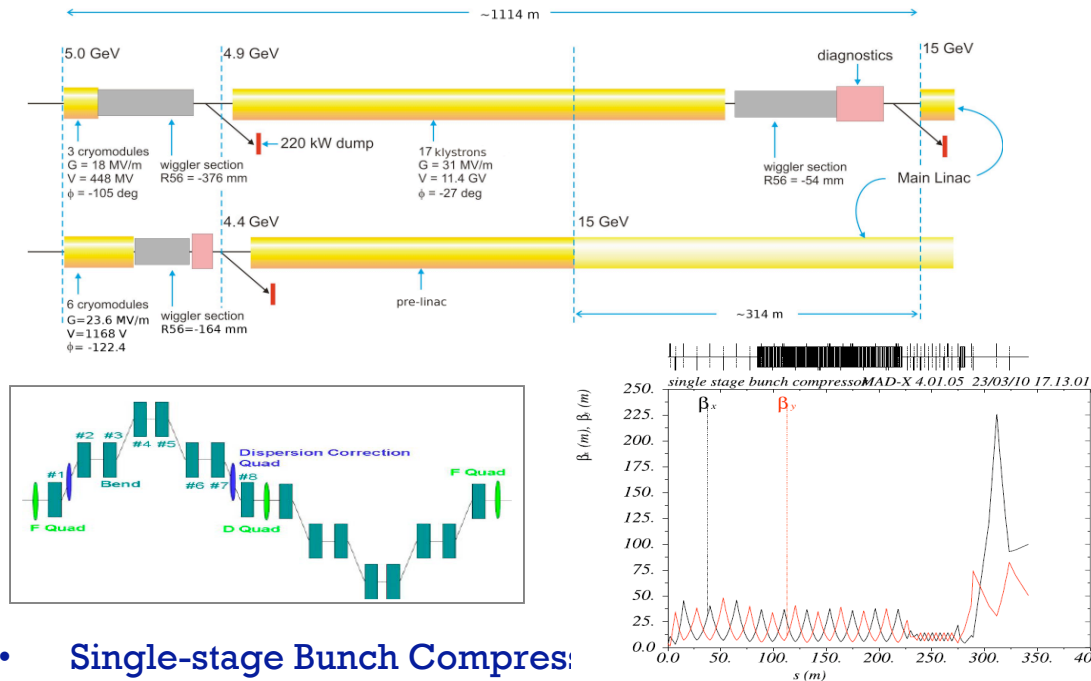 ~1114 m
5.0 GeV
4.9 GeV
diagnostics
15 GeV
220 kW dump
3 cryomodules
G = 18 MV/m
V = 448 MV
ϕ = -105 deg
wiggler section
R56 = -376 mm
17 klystrons
G = 31 MV/m
V = 11.4 GV
ϕ = -27 deg
wiggler section
R56 = -54 mm
Main Linac
4.4 GeV
15 GeV
6 cryomodules
G=23.6 MV/m
V=1168 V
ϕ= -122.4
wiggler section
R56=-164 mm
pre-linac
~314 m
single stage bunch compressor MAD-X 4.01.05 23/03/10 17.13.01
250.
225.
200.
175.
150.
125.
100.
75.
50.
25.
0.0
βx
βy
0.0 50. 100. 150. 200. 250. 300. 350. 40
s (m)
#1
#2 #3
#4 #5
#6 #7
#8
Bend
Dispersion Correction
Quad
F Quad
D Quad
F Quad
• Single-stage Bunch Compress